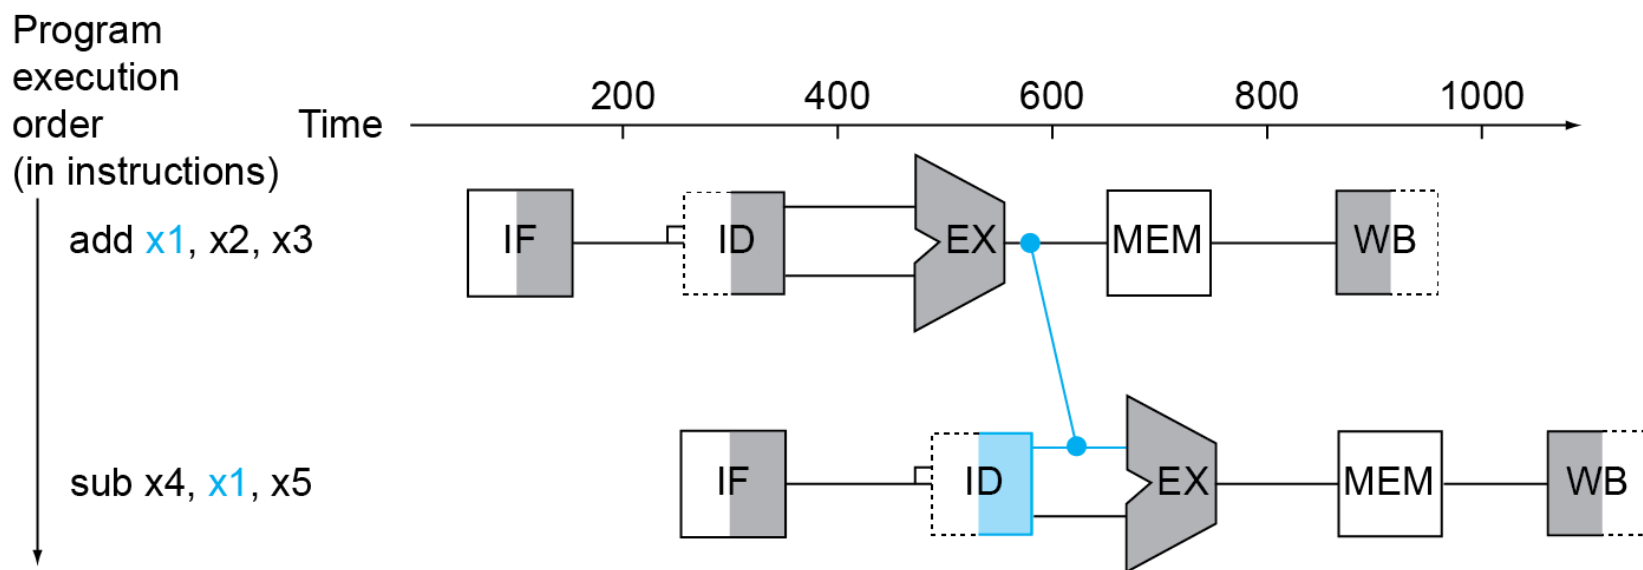 Program
execution
order
(in instructions)
Time
200 400 600 800 1000
add x1, x2, x3
IF ID EX MEM WB
sub x4, x1, x5
IF ID EX MEM WB